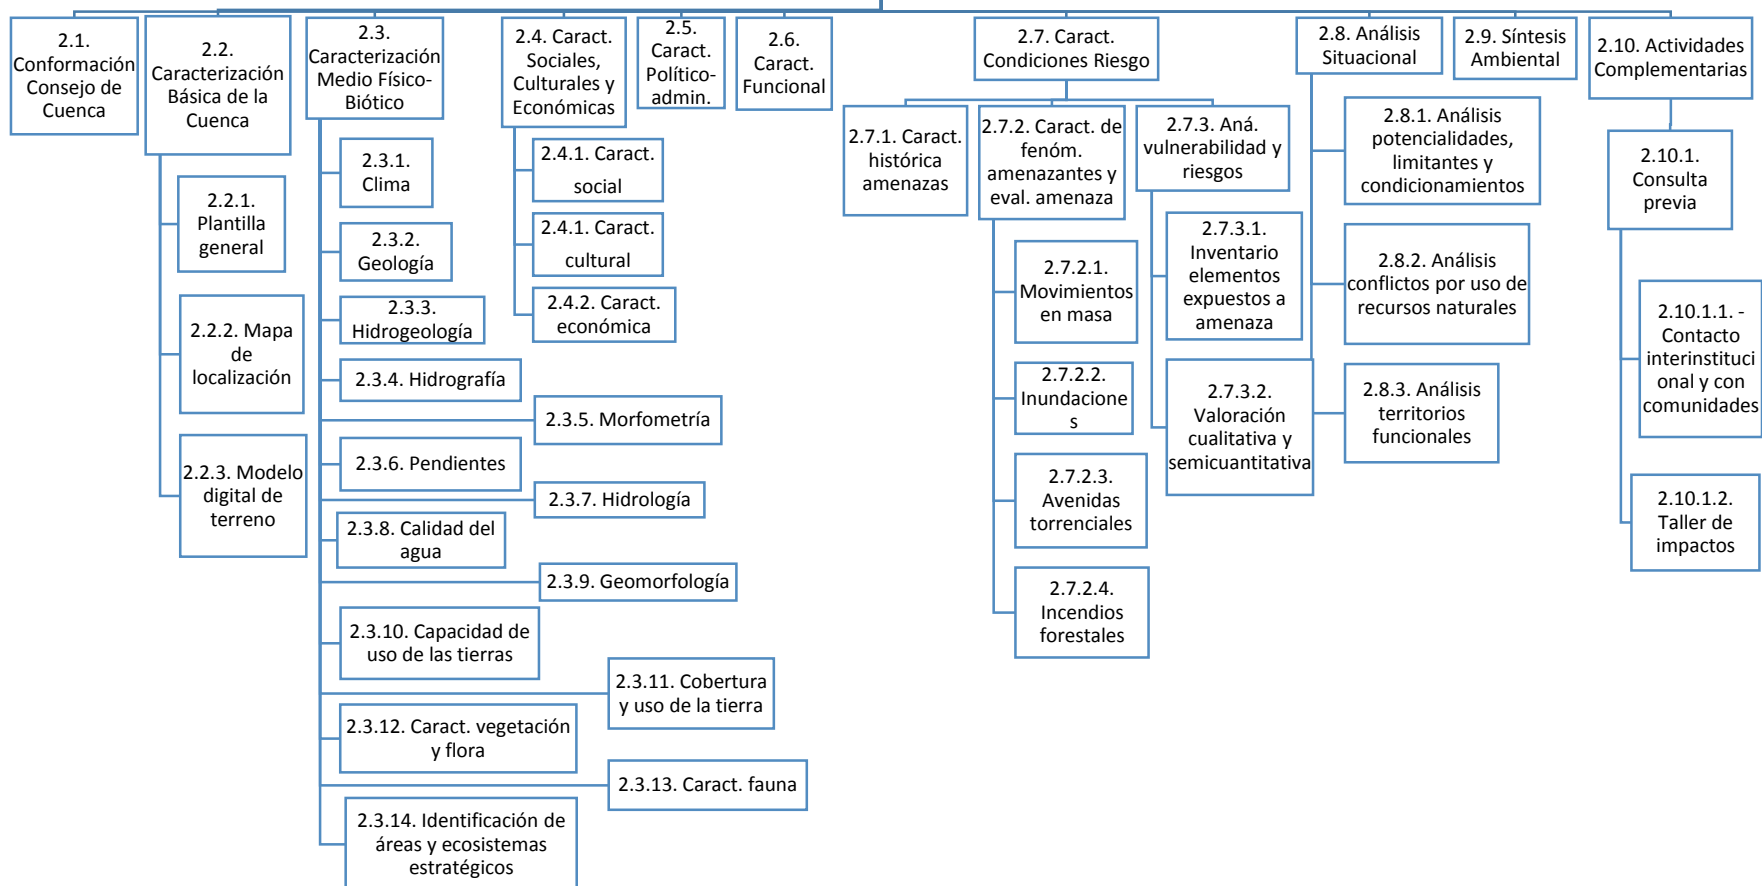 2.1.
Conformación
Consejo de
Cuenca
2.2.
Caracterización
Básica de la
Cuenca
2.2.1.
Plantilla
general
2.2.2. Mapa
de
localización
2.2.3. Modelo
digital de
terreno
2.3.
Caracterización
Medio Físico-
Biótico
2.3.1.
Clima
2.3.2.
Geología
2.3.3.
Hidrogeología
2.3.4. Hidrografía
2.3.5. Morfometría
2.3.6. Pendientes
2.3.7. Hidrología
2.3.8. Calidad del
agua
2.3.9. Geomorfología
2.3.10. Capacidad de
uso de las tierras
2.3.11. Cobertura
y uso de la tierra
2.3.12. Caract. vegetación
y flora
2.3.13. Caract. fauna
2.3.14. Identificación de
áreas y ecosistemas
estratégicos
2.4. Caract.
Sociales,
Culturales y
Económicas
2.4.1. Caract.
social
2.4.1. Caract.
cultural
2.4.2. Caract.
económica
2.5.
Caract.
Político-
admin.
2.6.
Caract.
Funcional
2.7. Caract.
Condiciones Riesgo
2.7.1. Caract.
histórica
amenazas
2.7.2. Caract. de
fenóm.
amenazantes y
eval. amenaza
2.7.2.1.
Movimientos
en masa
2.7.2.2.
Inundacione
s
2.7.2.3.
Avenidas
torrenciales
2.7.2.4.
Incendios
forestales
2.7.3. Aná.
vulnerabilidad y
riesgos
2.7.3.1.
Inventario
elementos
expuestos a
amenaza
2.7.3.2.
Valoración
cualitativa y
semicuantitativa
2.8. Análisis
Situacional
2.8.1. Análisis
potencialidades,
limitantes y
condicionamientos
2.8.2. Análisis
conflictos por uso de
recursos naturales
2.8.3. Análisis
territorios
funcionales
2.9. Síntesis
Ambiental
2.10. Actividades
Complementarias
2.10.1.
Consulta
previa
2.10.1.1. -
Contacto
interinstituci
onal y con
comunidades
2.10.1.2.
Taller de
impactos